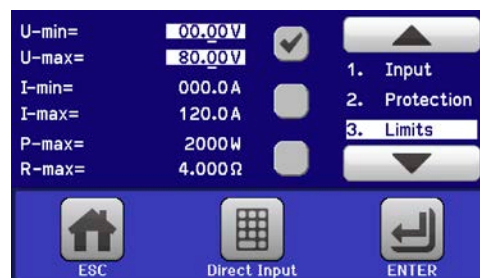 U-min= 00.00V
U-max= 80.00V
I-min= 000.0A
I-max= 120.0A
P-max= 2000W
R-max= 4.000Ω
1. Input
2. Protection
3. Limits
ESC
Direct Input
ENTER